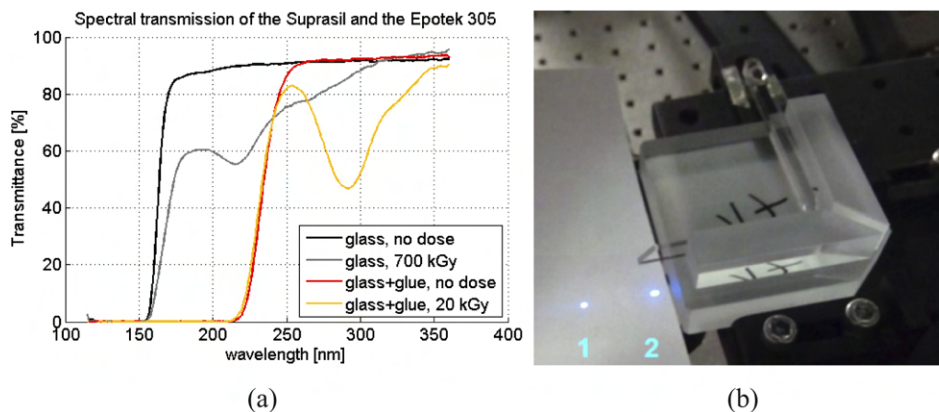 Spectral transmission of the Suprasil and the Epotek 305
Transmittance [%]
100
80
60
40
20
0
100 150 200 250 300 350 400
wavelength [nm]
glass, no dose
glass, 700 kGy
glass+glue, no dose
glass+glue, 20 kGy
1 2
(a) (b)